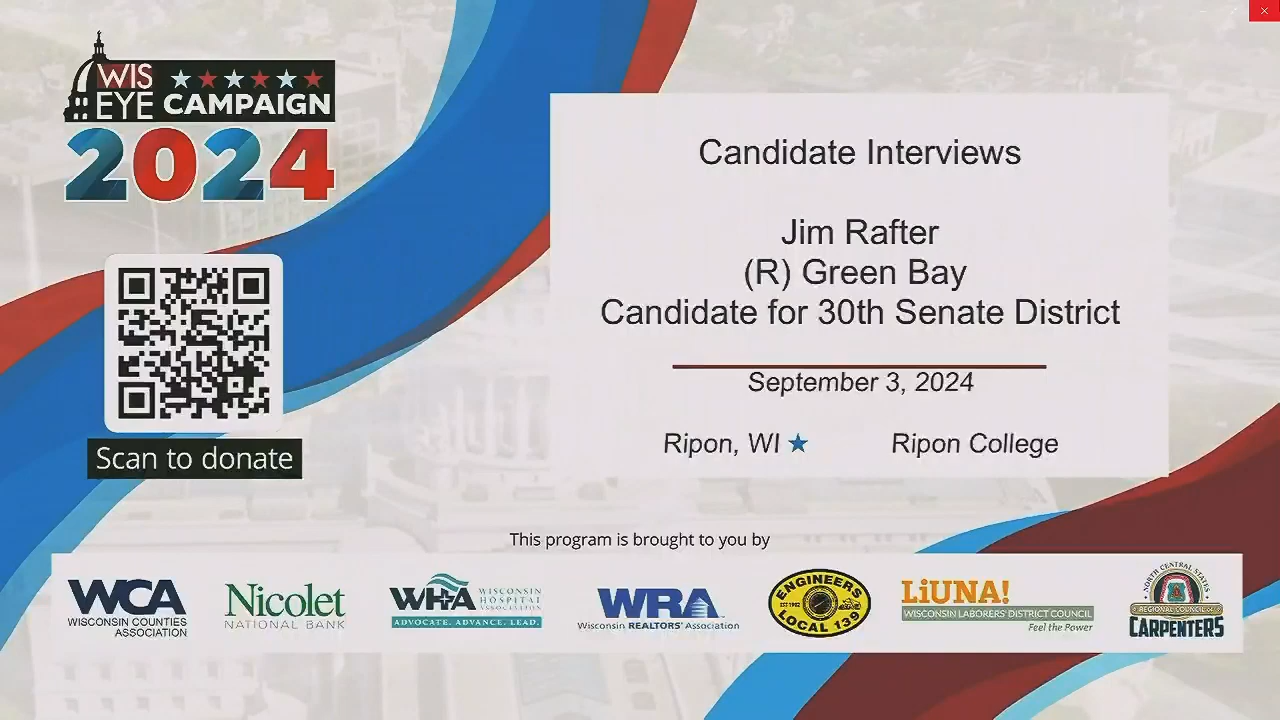 WIS
EYE CAMPAIGN
2024
Scan to donate
Candidate Interviews
Jim Rafter
(R) Green Bay
Candidate for 30th Senate District
September 3, 2024
Ripon, WI ★ Ripon College
This program is brought to you by
WCA
WISCONSIN COUNTIES
ASSOCIATION
Nicolet
NATIONAL BANK
WHA WISCONSIN
HOSPITAL
ASSOCIATION
ADVOCATE. ADVANCE. LEAD.
WRA
Wisconsin REALTORS' Association
ENGINEERS
EST 1902
LOCAL 139
LiUNA!
WISCONSIN LABORERS' DISTRICT COUNCIL
Feel the Power
NORTH CENTRAL STATES
REGIONAL COUNCIL OF
CARPENTERS